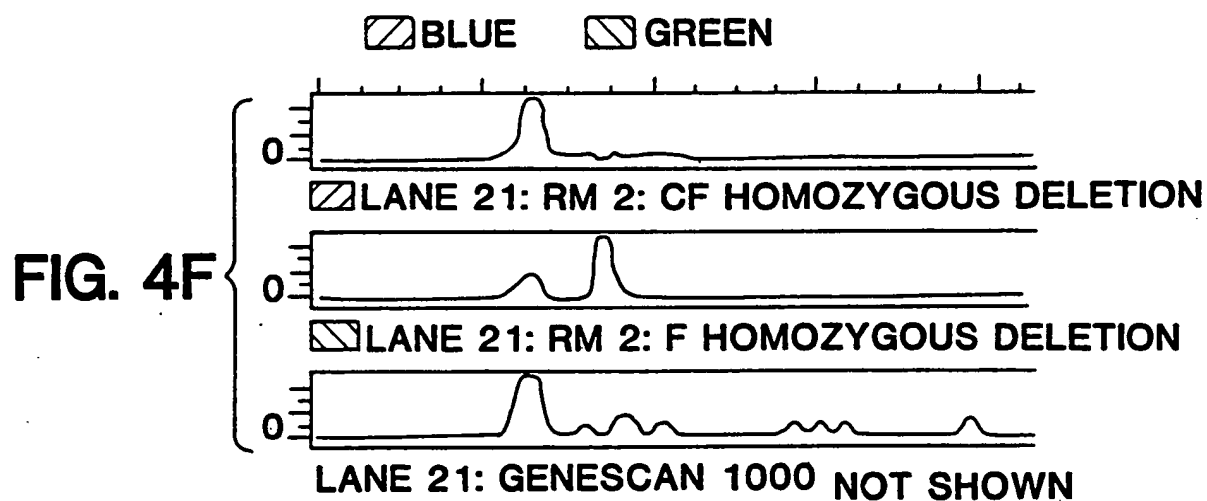 BLUE GREEN
0
LANE 21: RM 2: CF HOMOZYGOUS DELETION
FIG. 4F
0
LANE 21: RM 2: F HOMOZYGOUS DELETION
0
LANE 21: GENESCAN 1000 NOT SHOWN